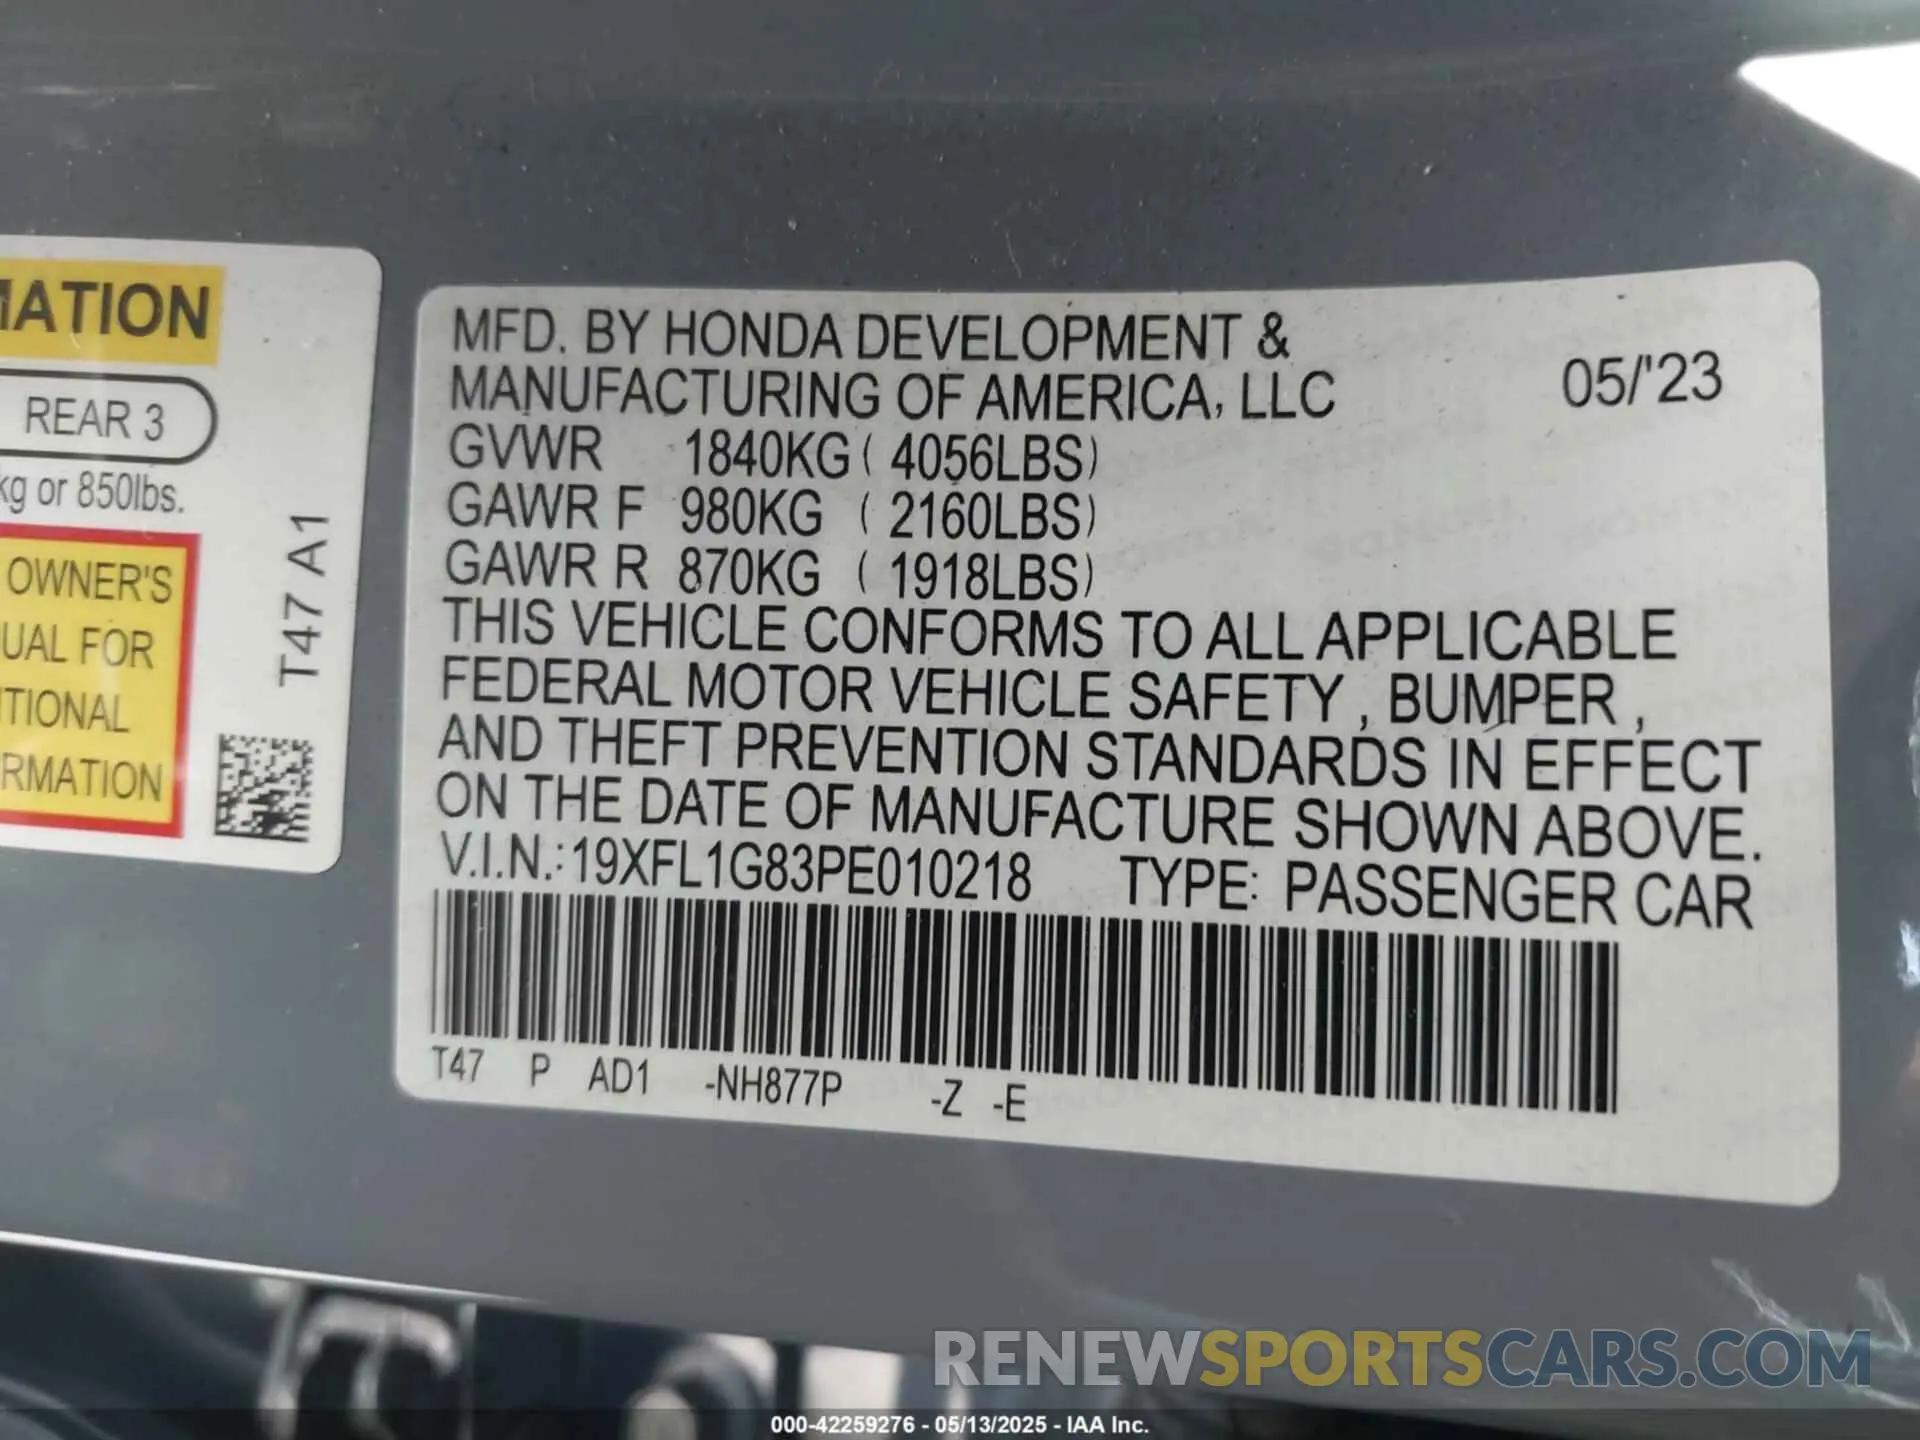 MATION
REAR 3
kg or 850lbs.
OWNER'S
UAL FOR
TIONAL
RMATION
T47 A1
MFD. BY HONDA DEVELOPMENT &
MANUFACTURING OF AMERICA, LLC 05/'23
GVWR 1840KG ( 4056LBS)
GAWR F 980KG ( 2160LBS)
GAWR R 870KG ( 1918LBS)
THIS VEHICLE CONFORMS TO ALL APPLICABLE
FEDERAL MOTOR VEHICLE SAFETY , BUMPER ,
AND THEFT PREVENTION STANDARDS IN EFFECT
ON THE DATE OF MANUFACTURE SHOWN ABOVE.
V.I.N.: 19XFL1G83PE010218 TYPE: PASSENGER CAR
T47 P AD1 -NH877P -Z -E
RENEWSPORTSCARS.COM
000-42259276 - 05/13/2025 - IAA Inc.